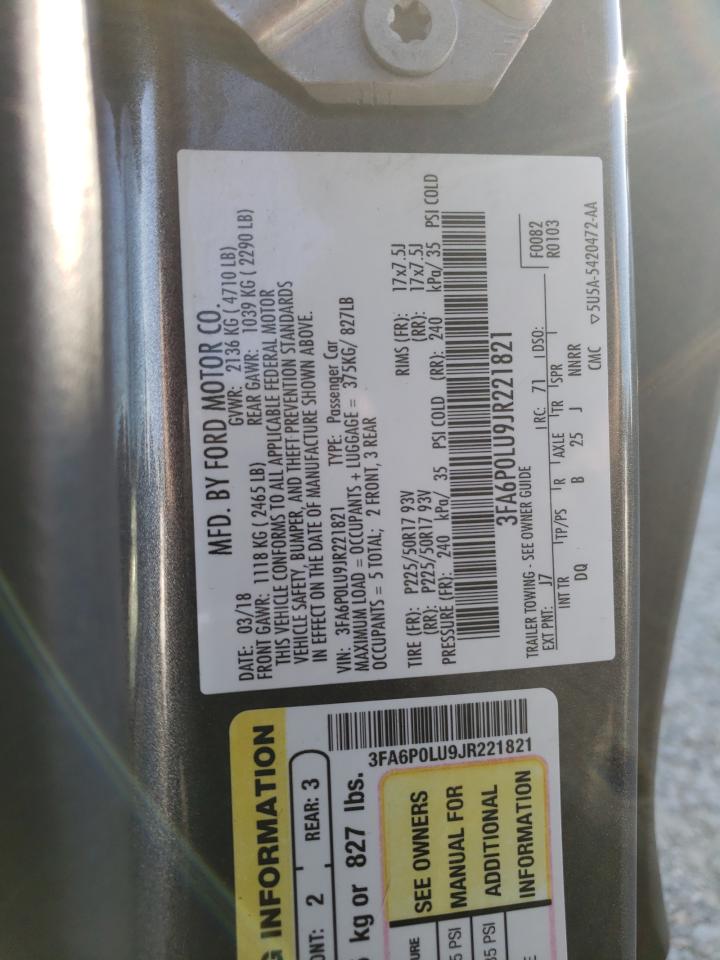 MFD. BY FORD MOTOR CO.
DATE: 03/18 GVWR: 2136 KG ( 4710 LB)
FRONT GAWR: 1118 KG ( 2465 LB) REAR GAWR: 1039 KG ( 2290 LB)
THIS VEHICLE CONFORMS TO ALL APPLICABLE FEDERAL MOTOR
VEHICLE SAFETY, BUMPER, AND THEFT PREVENTION STANDARDS
IN EFFECT ON THE DATE OF MANUFACTURE SHOWN ABOVE.
VIN: 3FA6P0LU9JR221821 TYPE: Passenger Car
MAXIMUM LOAD = OCCUPANTS + LUGGAGE = 375KG/ 827LB
OCCUPANTS = 5 TOTAL; 2 FRONT, 3 REAR
TIRE (FR): P225/50R17 93V RIMS (FR): 17x7.5J
(RR): P225/50R17 93V (RR): 17x7.5J
PRESSURE (FR): 240 kPa/ 35 PSI COLD (RR): 240 kPa/ 35 PSI COLD
3FA6P0LU9JR221821
TRAILER TOWING - SEE OWNER GUIDE
F0082
EXT PNT: J7 RC: 71 DSO: R0103
INT TR TP/PS R AXLE TR SPR
DQ B 25 J NNRR
CMC ▽5U5A-5420472-AA
G INFORMATION
ONT: 2 REAR: 3
kg or 827 lbs.
3FA6P0LU9JR221821
SEE OWNERS
MANUAL FOR
ADDITIONAL
INFORMATION
URE
5 PSI
35 PSI
E